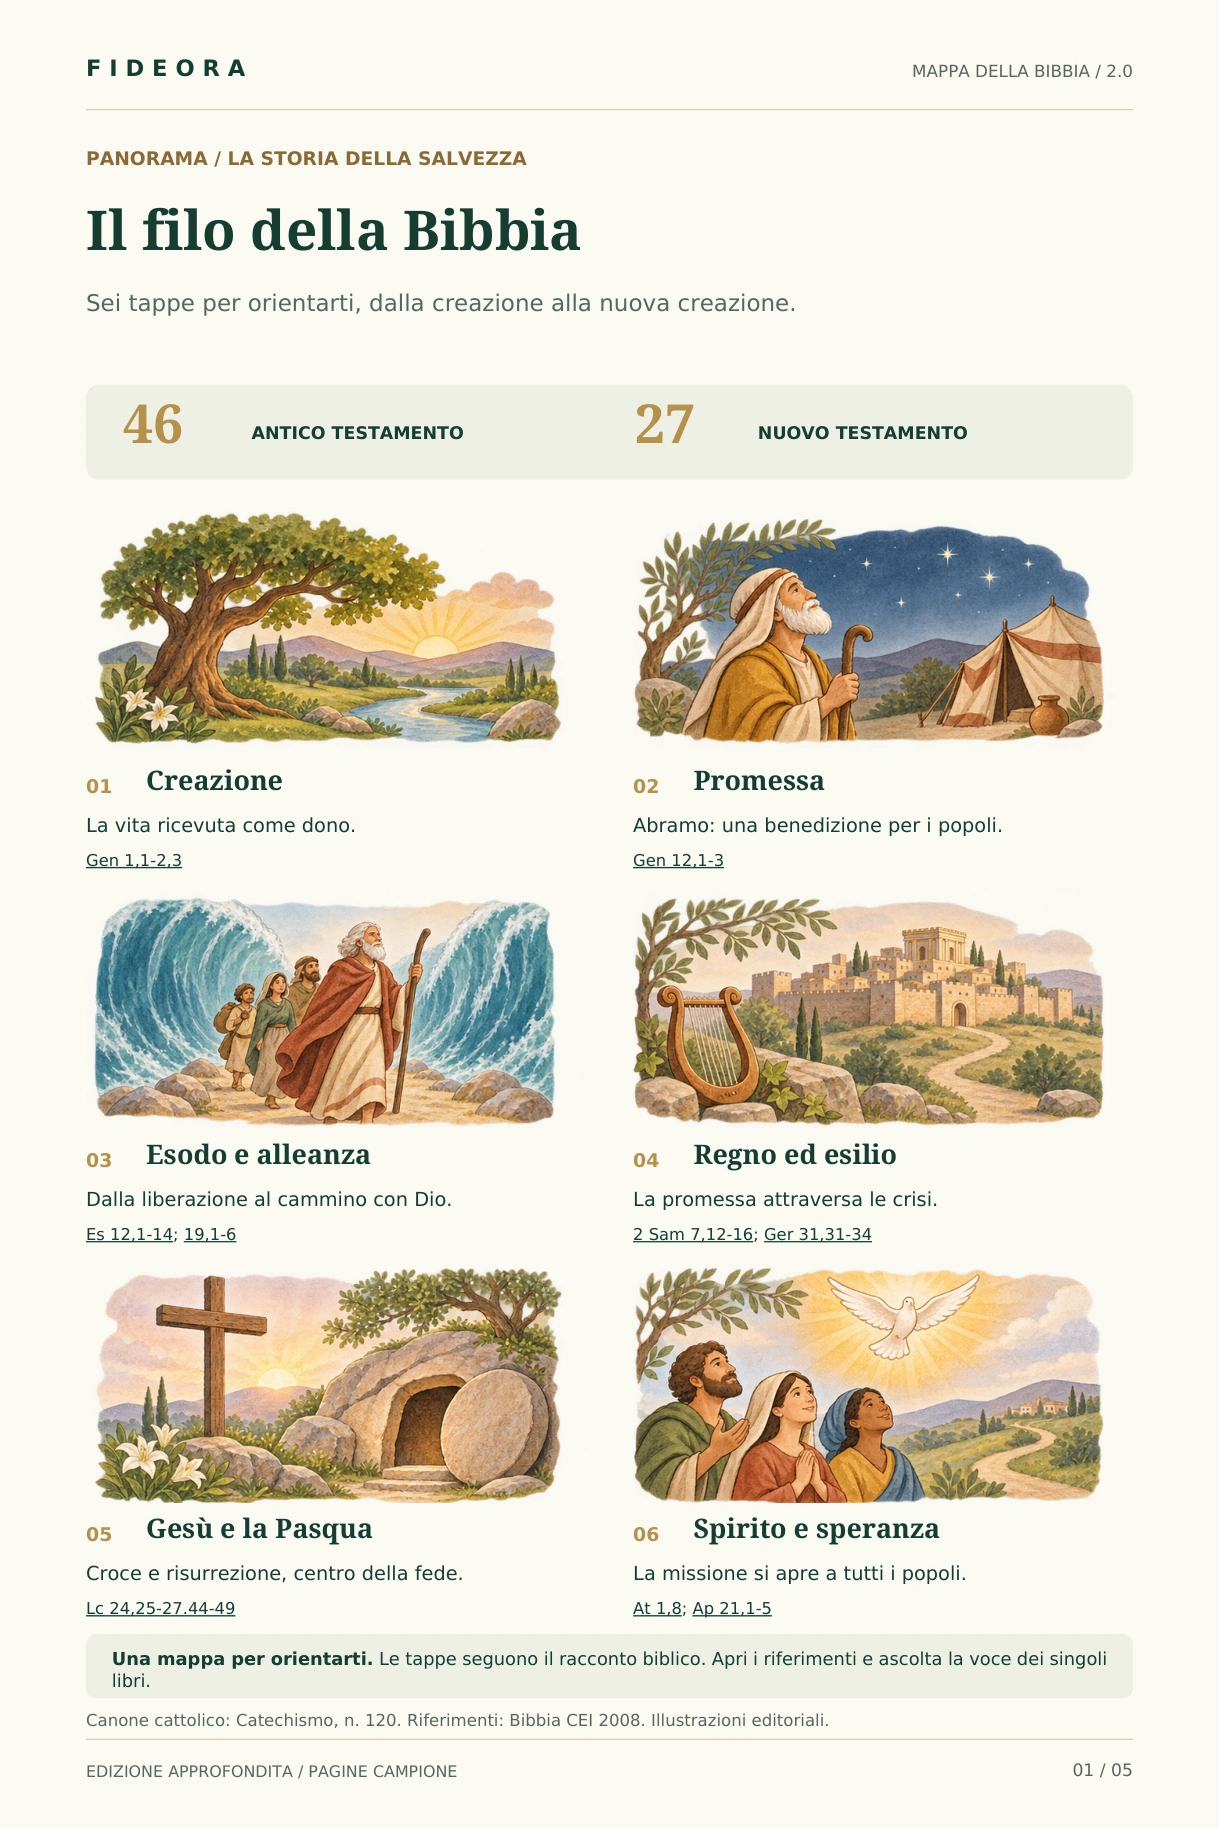 FIDEORA
MAPPA DELLA BIBBIA / 2.0
PANORAMA / LA STORIA DELLA SALVEZZA
Il filo della Bibbia
Sei tappe per orientarti, dalla creazione alla nuova creazione.
46 ANTICO TESTAMENTO
27 NUOVO TESTAMENTO
01 Creazione
La vita ricevuta come dono.
Gen 1,1-2,3
02 Promessa
Abramo: una benedizione per i popoli.
Gen 12,1-3
03 Esodo e alleanza
Dalla liberazione al cammino con Dio.
Es 12,1-14; 19,1-6
04 Regno ed esilio
La promessa attraversa le crisi.
2 Sam 7,12-16; Ger 31,31-34
05 Gesù e la Pasqua
Croce e risurrezione, centro della fede.
Lc 24,25-27.44-49
06 Spirito e speranza
La missione si apre a tutti i popoli.
At 1,8; Ap 21,1-5
Una mappa per orientarti. Le tappe seguono il racconto biblico. Apri i riferimenti e ascolta la voce dei singoli
libri.
Canone cattolico: Catechismo, n. 120. Riferimenti: Bibbia CEI 2008. Illustrazioni editoriali.
EDIZIONE APPROFONDITA / PAGINE CAMPIONE
01 / 05